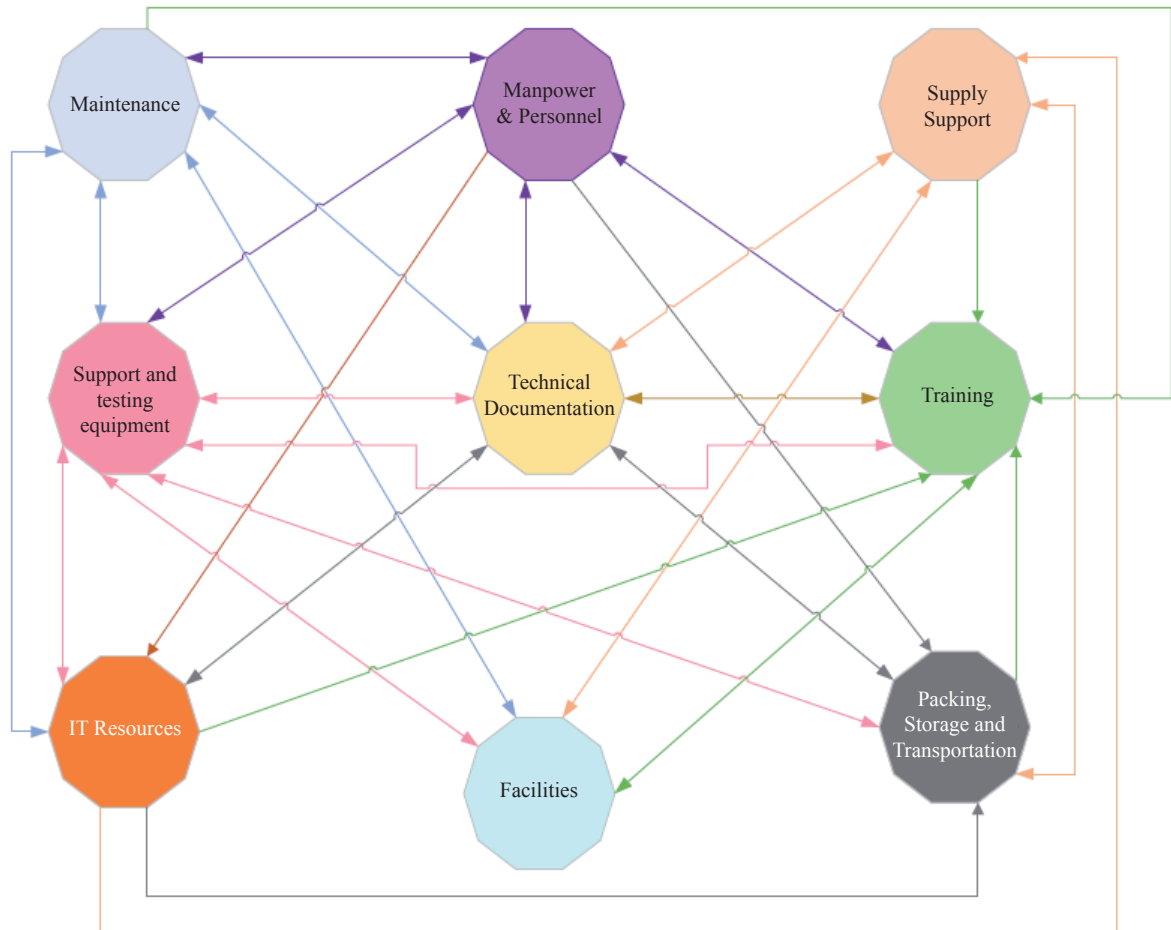 Maintenance
Manpower
& Personnel
Supply
Support
Support and
testing
equipment
Technical
Documentation
Training
IT Resources
Facilities
Packing,
Storage and
Transportation